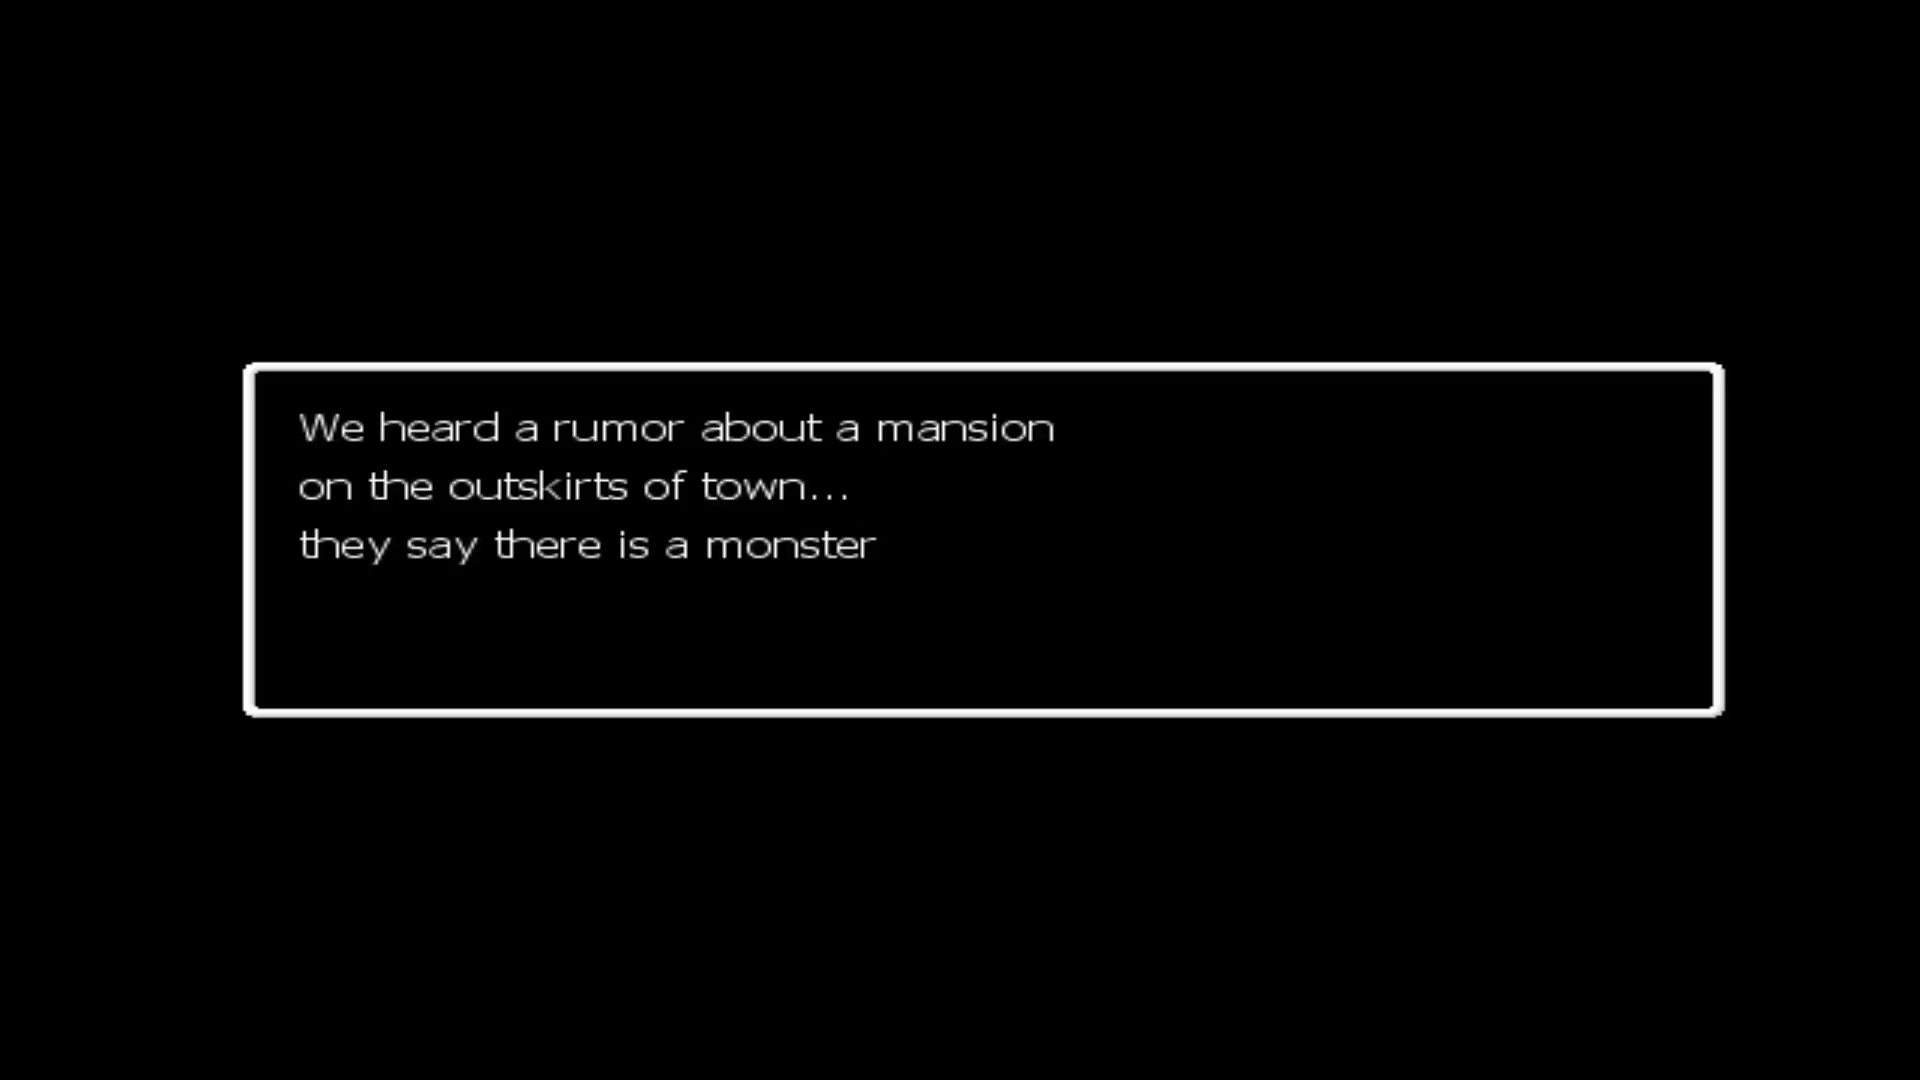 We heard a rumor about a mansion
on the outskirts of town...
they say there is a monster